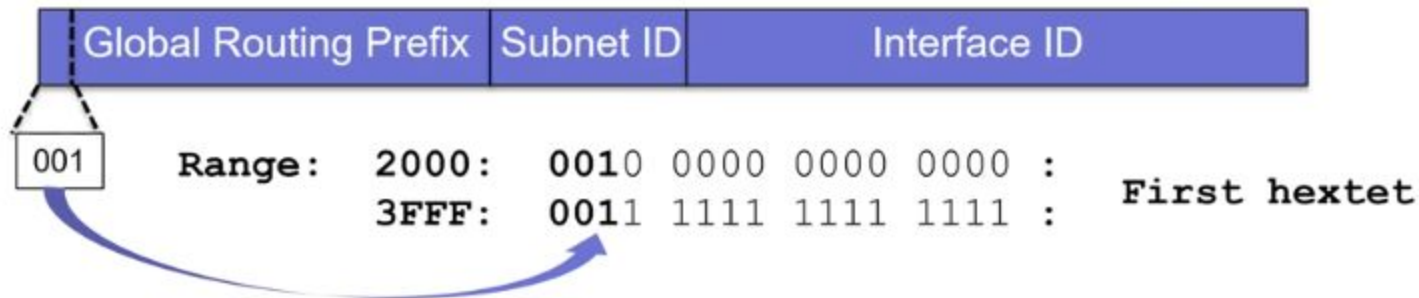 Global Routing Prefix Subnet ID Interface ID
001
Range: 2000: 0010 0000 0000 0000 :
3FFF: 0011 1111 1111 1111 :
First hextet